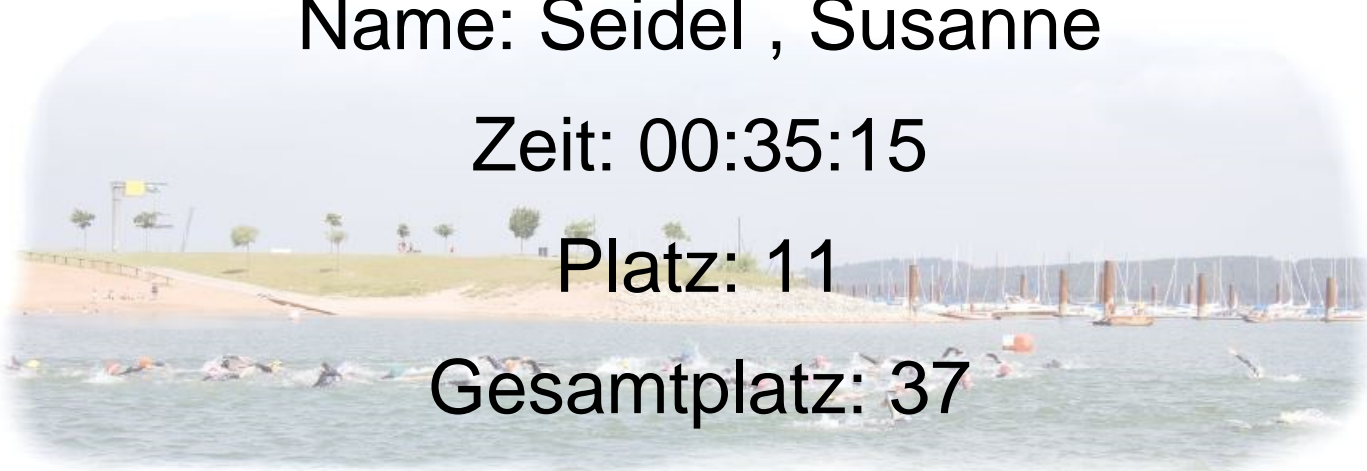 Name: Seidel , Susanne
Zeit: 00:35:15
Platz: 11
Gesamtplatz: 37